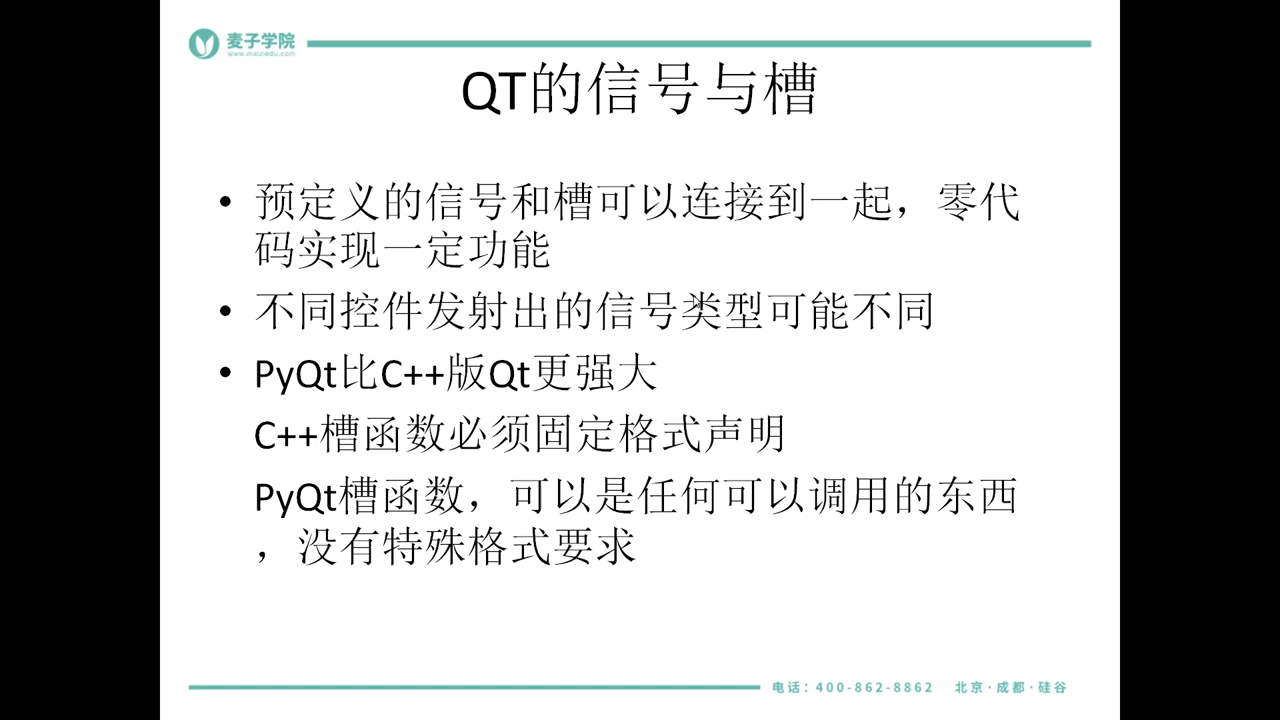 麦子学院
www.maiziedu.com
QT的信号与槽
• 预定义的信号和槽可以连接到一起，零代
码实现一定功能
• 不同控件发射出的信号类型可能不同
• PyQt比C++版Qt更强大
C++槽函数必须固定格式声明
PyQt槽函数，可以是任何可以调用的东西
，没有特殊格式要求
电话：400-862-8862 北京·成都·硅谷